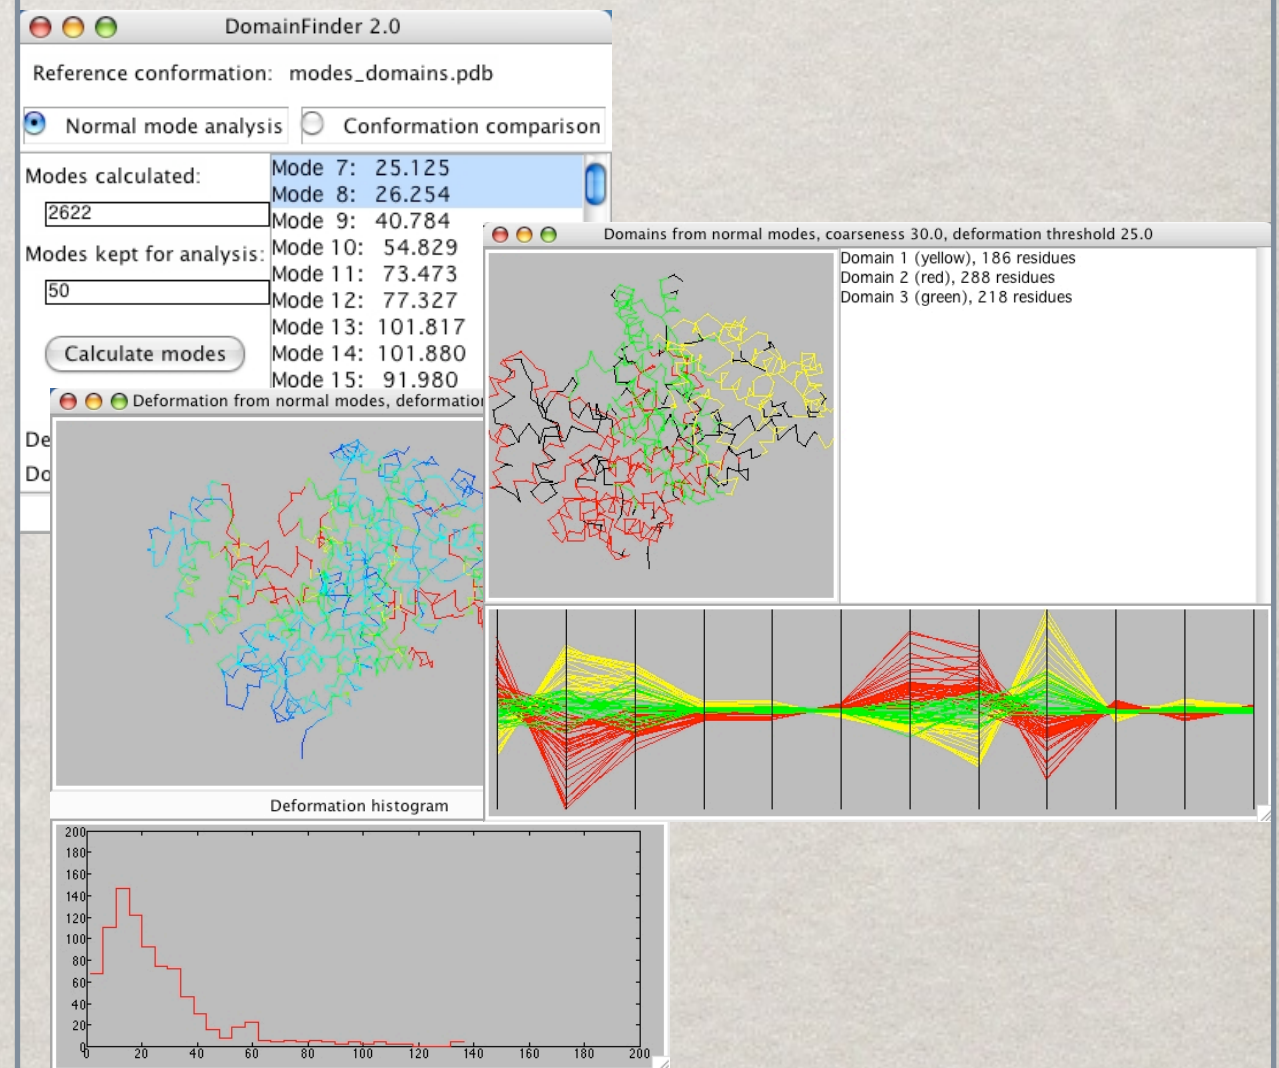 DomainFinder 2.0
Reference conformation: modes_domains.pdb
Normal mode analysis
Conformation comparison
Modes calculated:
2622
Modes kept for analysis:
50
Calculate modes
Mode 7: 25.125
Mode 8: 26.254
Mode 9: 40.784
Mode 10: 54.829
Mode 11: 73.473
Mode 12: 77.327
Mode 13: 101.817
Mode 14: 101.880
Mode 15: 91.980
De
Do
Domains from normal modes, coarseness 30.0, deformation threshold 25.0
Domain 1 (yellow), 186 residues
Domain 2 (red), 288 residues
Domain 3 (green), 218 residues
Deformation from normal modes, deformation
Deformation histogram
200
180
160
140
120
100
80
60
40
20
0
0 20 40 60 80 100 120 140 160 180 200